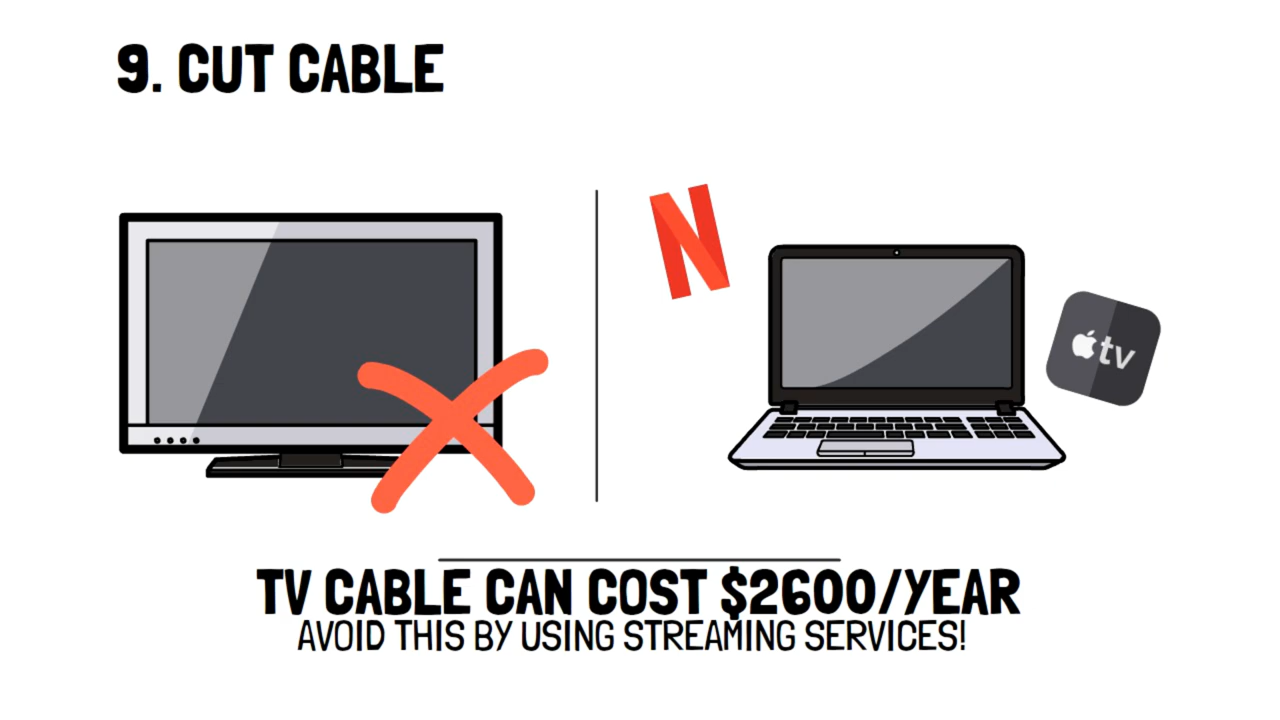 9. CUT CABLE
N
tv
TV CABLE CAN COST $2600/YEAR
AVOID THIS BY USING STREAMING SERVICES!